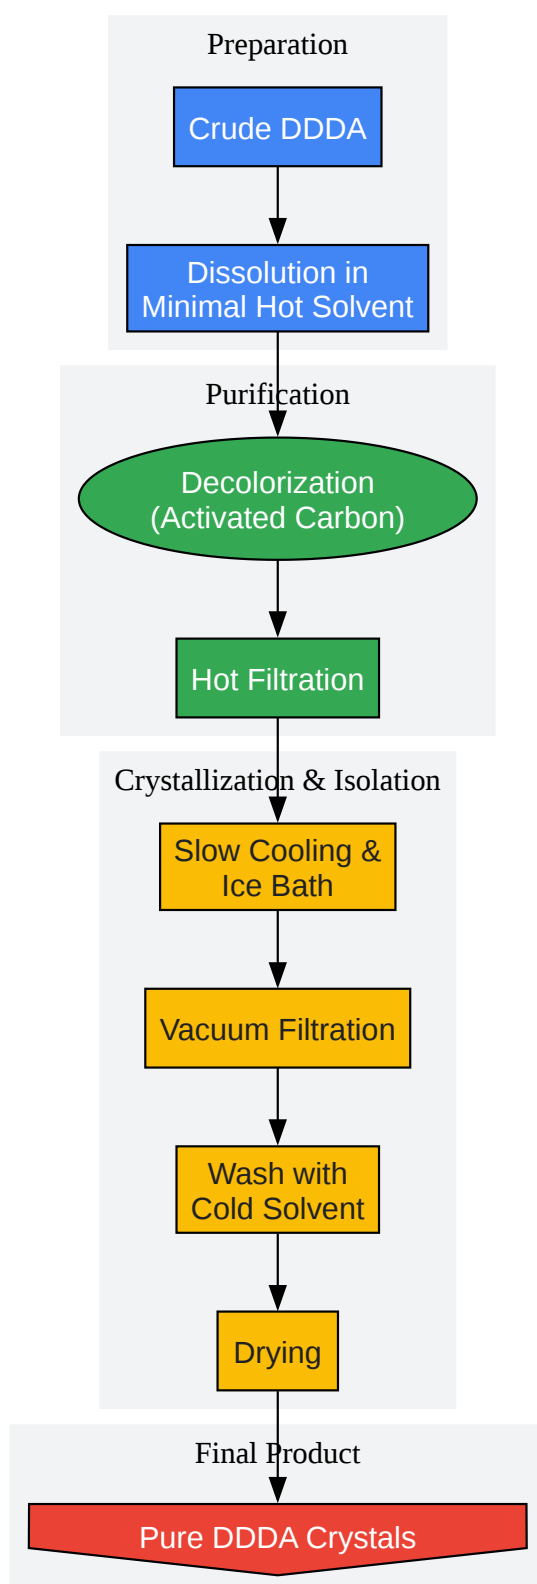 Preparation
Crude DDDA
Dissolution in
Minimal Hot Solvent
Purification
Decolorization
(Activated Carbon)
Hot Filtration
Crystallization & Isolation
Slow Cooling &
Ice Bath
Vacuum Filtration
Wash with
Cold Solvent
Drying
Final Product
Pure DDDA Crystals